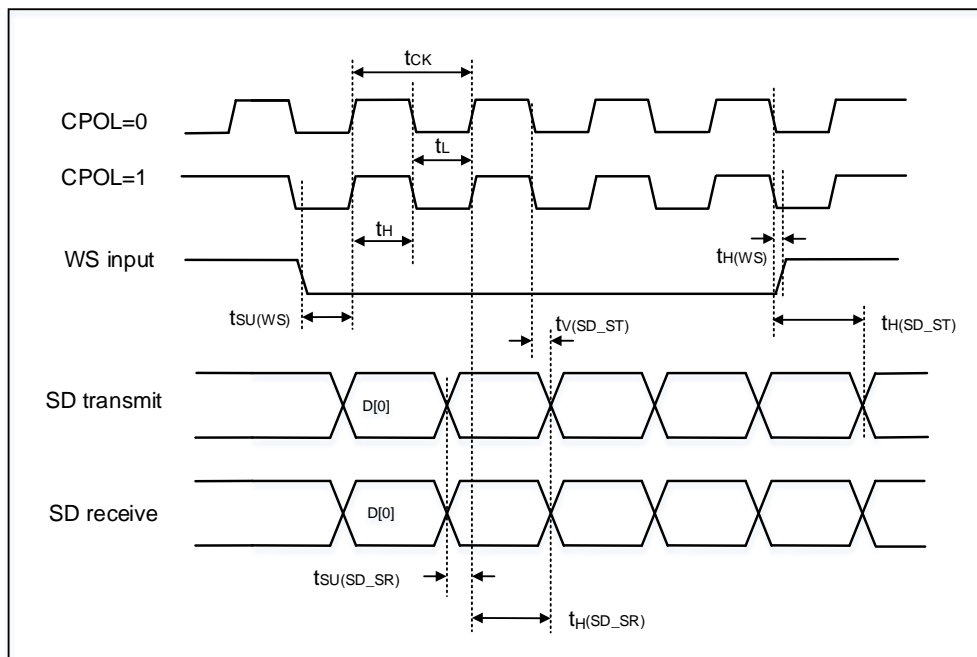 tCK
CPOL=0
tL
CPOL=1
tH
tH(WS)
WS input
tSU(WS)
tV(SD_ST)
tH(SD_ST)
SD transmit
D[0]
SD receive
D[0]
tSU(SD_SR)
tH(SD_SR)